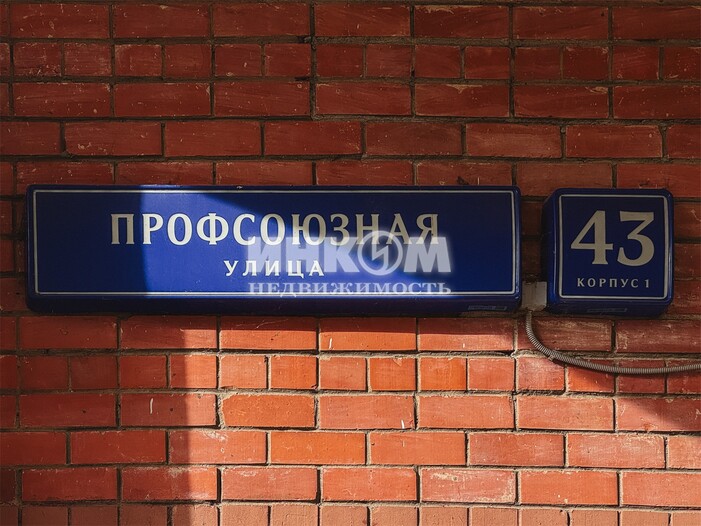 ПРОФСОЮЗНАЯ
УЛИЦА
43
КОРПУС 1
ИНКОМ
НЕДВИЖИМОСТЬ